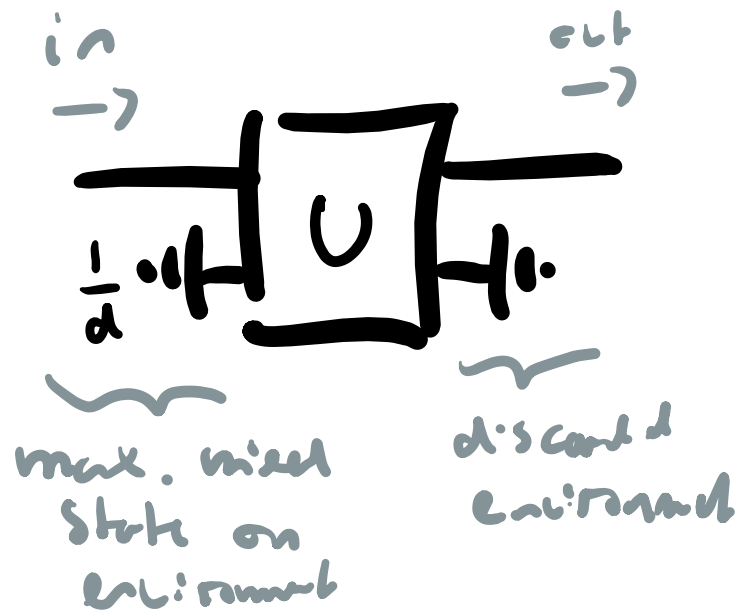 in
out
U
1
d
max. mixed
state on
environment
discard
environment